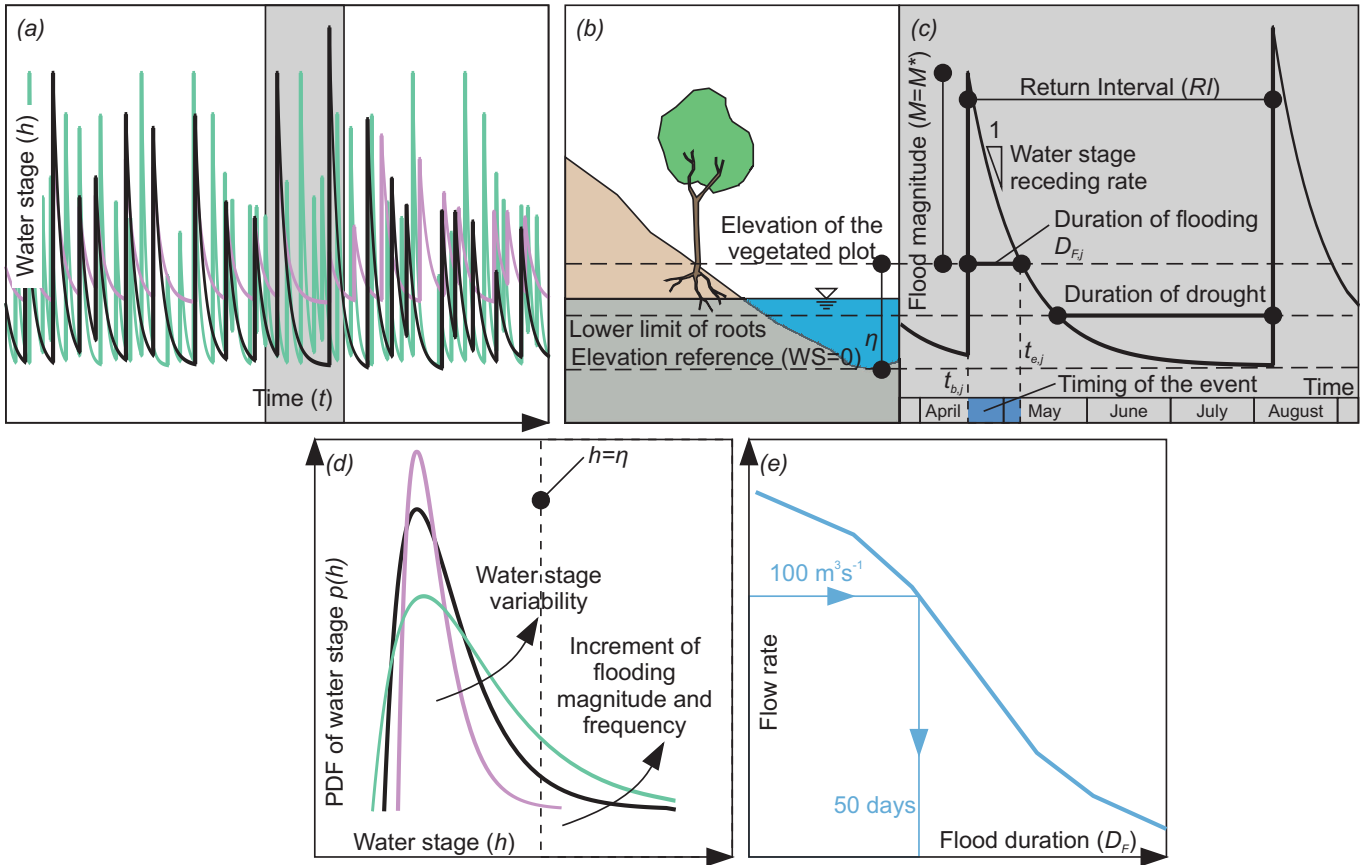 (a)
Water stage (h)
Time (t)
(b)
Elevation of the
vegetated plot
Lower limit of roots
Elevation reference (WS=0)
η
(c)
Flood magnitude (M=M*)
Return Interval (RI)
1
Water stage
receding rate
Duration of flooding
D_F,j
Duration of drought
t_b,j
t_e,j
Timing of the event
Time
April
May
June
July
August
(d)
h=η
Water stage
variability
Increment of
flooding
magnitude and
frequency
PDF of water stage p(h)
Water stage (h)
(e)
100 m³s⁻¹
Flow rate
50 days
Flood duration (D_F)